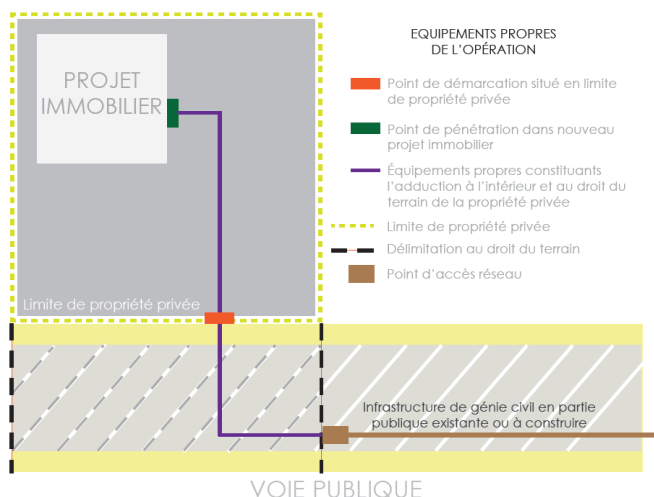 EQUIPEMENTS PROPRES
DE L'OPÉRATION
PROJET
IMMOBILIER
Point de démarcation situé en limite
de propriété privée
Point de pénétration dans nouveau
projet immobilier
Équipements propres constituants
l'adduction à l'intérieur et au droit du
terrain de la propriété privée
Limite de propriété privée
Délimitation au droit du terrain
Point d'accès réseau
Limite de propriété privée
Infrastructure de génie civil en partie
publique existante ou à construire
VOIE PUBLIQUE